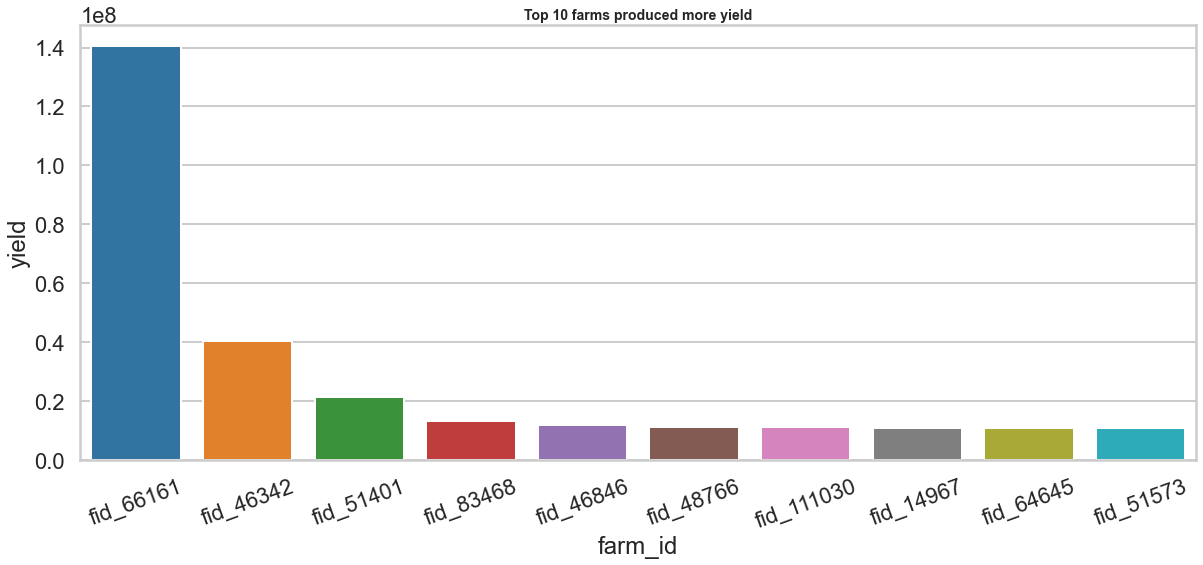 Top 10 farms produced more yield
1e8
1.4
1.2
1.0
0.8
0.6
0.4
0.2
0.0
yield
fid_66161
fid_46342
fid_51401
fid_83468
fid_46846
fid_48766
fid_111030
fid_14967
fid_64645
fid_51573
farm_id